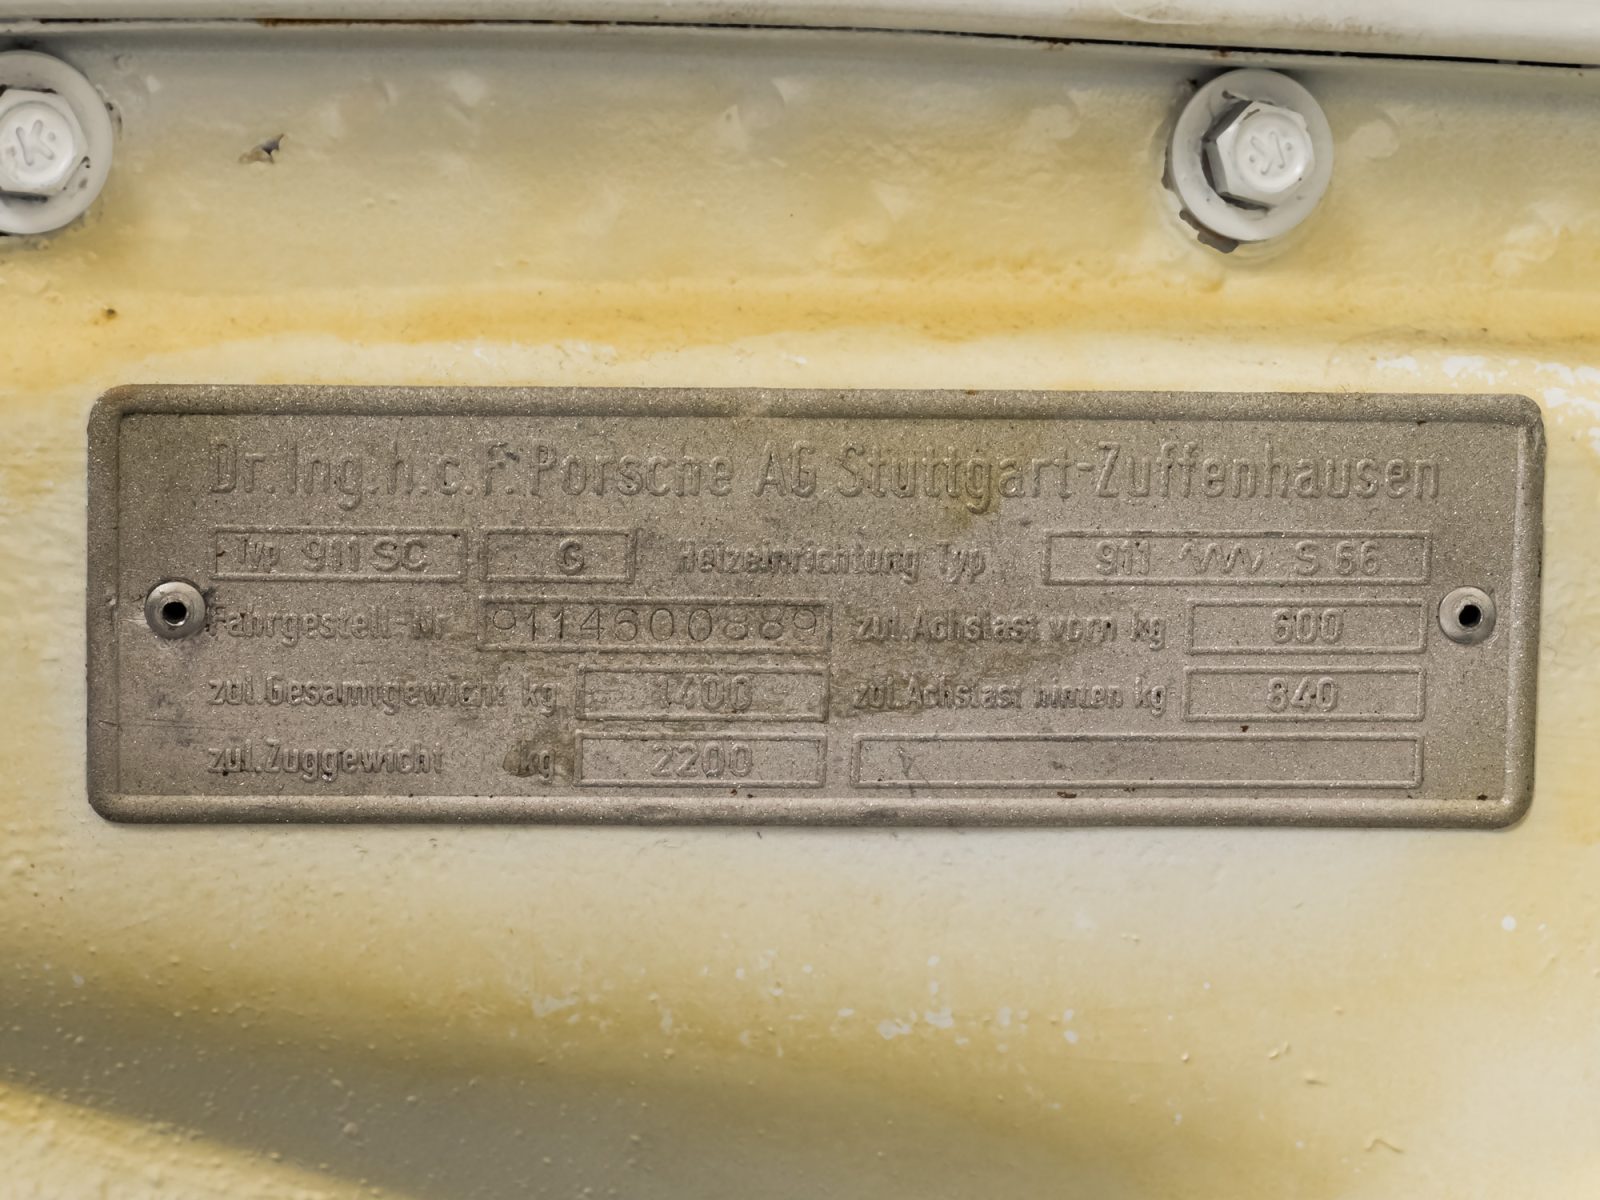 Dr. Ing. h. c. F. Porsche AG Stuttgart-Zuffenhausen
Typ 911 SC G Heizeinrichtung Typ 911 S 66
Fahrgestell-Nr 9114600889 zul. Achslast vorn kg 600
zul. Gesamtgewicht kg 1400 zul. Achslast hinten kg 840
zul. Zuggewicht kg 2200